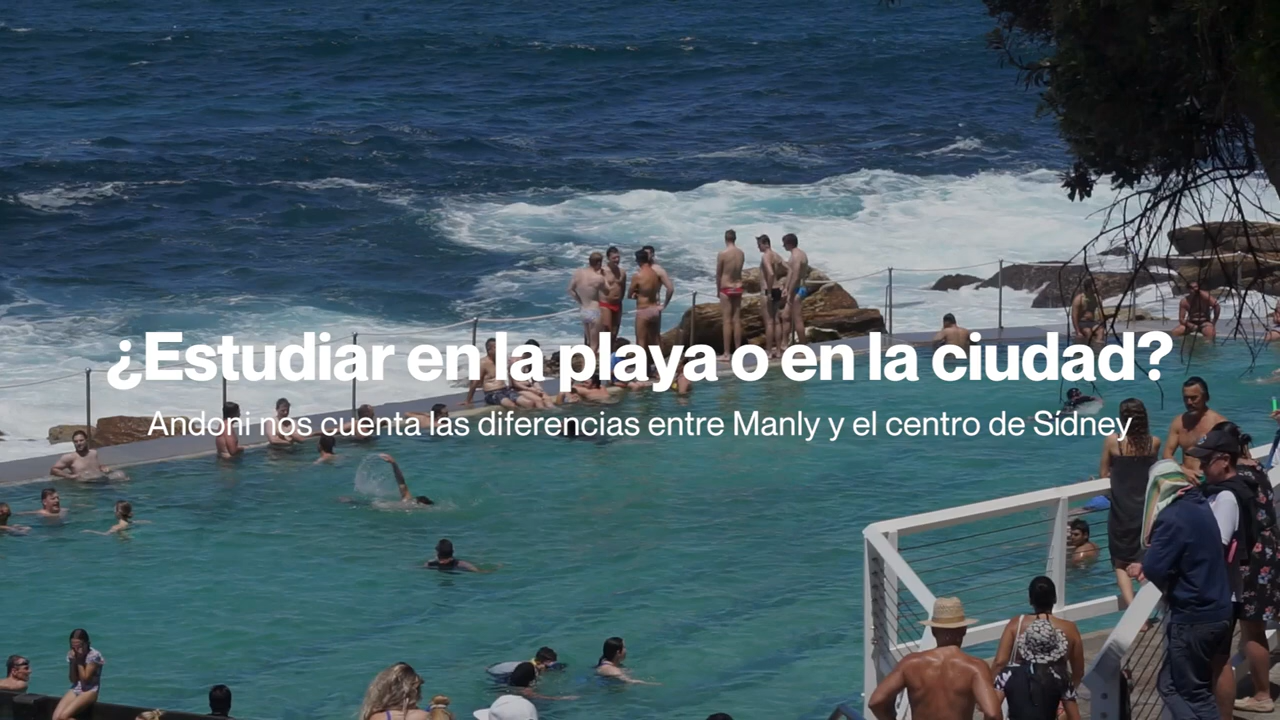 ¿Estudiar en la playa o en la ciudad?
Andoni nos cuenta las diferencias entre Manly y el centro de Sídney